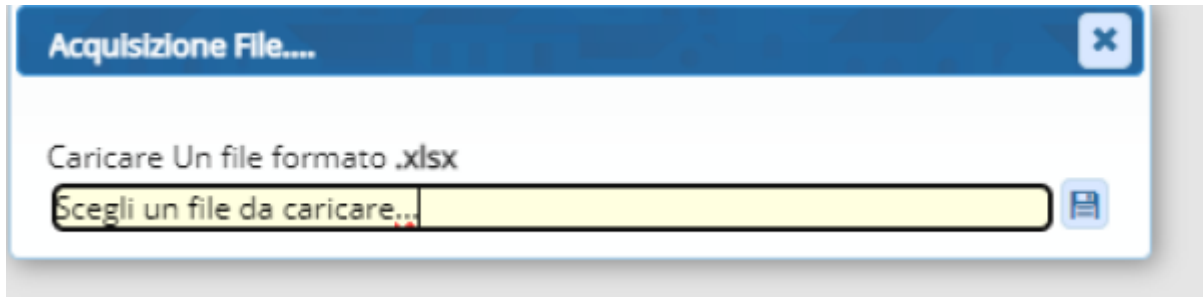 Acquisizione File....
Caricare Un file formato .xlsx
Scegli un file da caricare...